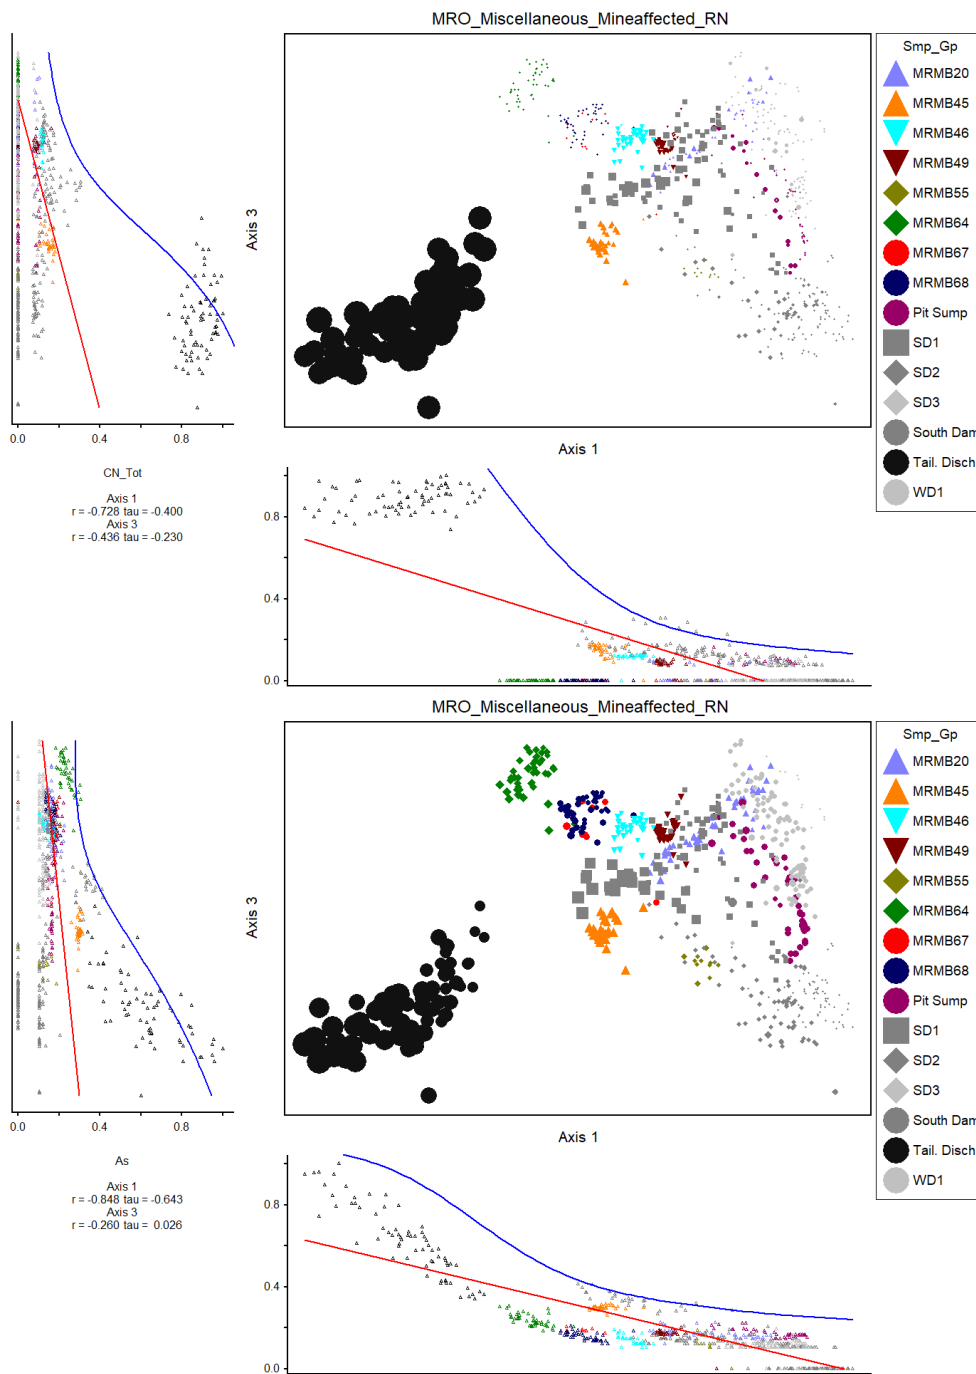 MRO_Miscellaneous_Mineaffected_RN
Smp_Gp
MRMB20
MRMB45
MRMB46
MRMB49
MRMB55
MRMB64
MRMB67
MRMB68
Pit Sump
SD1
SD2
SD3
South Dam
Tail. Disch
WD1
Axis 3
0.0 0.4 0.8
Axis 1
CN_Tot
Axis 1
r = -0.728 tau = -0.400
Axis 3
r = -0.436 tau = -0.230
0.8
0.4
0.0
MRO_Miscellaneous_Mineaffected_RN
Smp_Gp
MRMB20
MRMB45
MRMB46
MRMB49
MRMB55
MRMB64
MRMB67
MRMB68
Pit Sump
SD1
SD2
SD3
South Dam
Tail. Disch
WD1
Axis 3
0.0 0.4 0.8
Axis 1
As
Axis 1
r = -0.848 tau = -0.643
Axis 3
r = -0.260 tau = 0.026
0.8
0.4
0.0